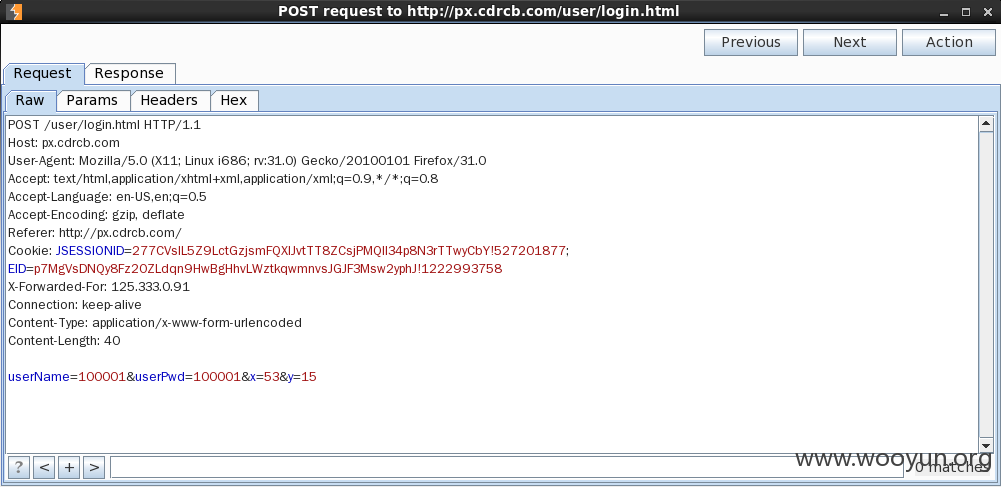 POST request to http://px.cdrcb.com/user/login.html
Previous Next Action
Request Response
Raw Params Headers Hex
POST /user/login.html HTTP/1.1
Host: px.cdrcb.com
User-Agent: Mozilla/5.0 (X11; Linux i686; rv:31.0) Gecko/20100101 Firefox/31.0
Accept: text/html,application/xhtml+xml,application/xml;q=0.9,*/*;q=0.8
Accept-Language: en-US,en;q=0.5
Accept-Encoding: gzip, deflate
Referer: http://px.cdrcb.com/
Cookie: JSESSIONID=277CVsIL5Z9LctGzjsmFQXIJvtTT8ZCsjPMQII34p8N3rTTwyCbY!527201877;
EID=p7MgVsDNQy8Fz20ZLdqn9HwBgHhvLWztkqwmnvsJGJF3Msw2yphJ!1222993758
X-Forwarded-For: 125.333.0.91
Connection: keep-alive
Content-Type: application/x-www-form-urlencoded
Content-Length: 40
userName=100001&userPwd=100001&x=53&y=15
? < + >
0 matches
www.wooyun.org